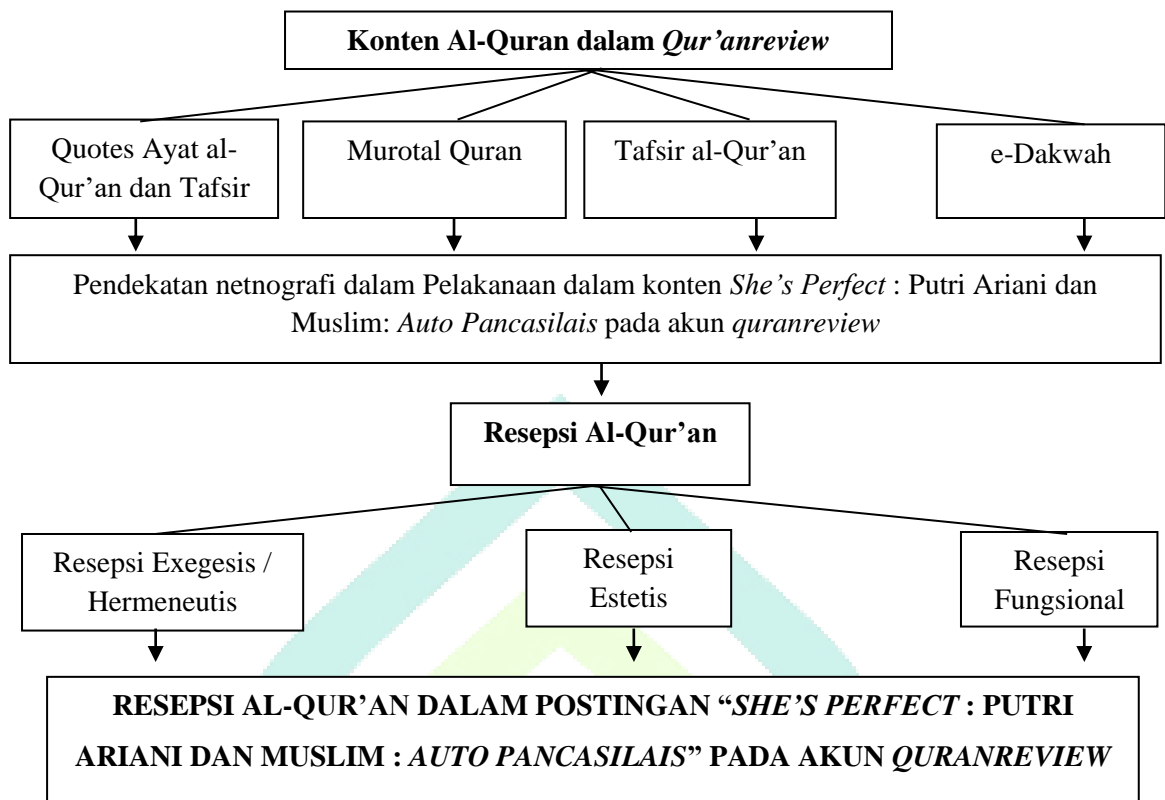 Konten Al-Quran dalam Qur’anreview
Quotes Ayat al-
Qur’an dan Tafsir
Murotal Quran
Tafsir al-Qur’an
e-Dakwah
Pendekatan netnografi dalam Pelakanaan dalam konten She’s Perfect : Putri Ariani dan
Muslim: Auto Pancasilais pada akun quranreview
Resepsi Al-Qur’an
Resepsi Exegesis /
Hermeneutis
Resepsi
Estetis
Resepsi
Fungsional
RESEPSI AL-QUR’AN DALAM POSTINGAN “SHE’S PERFECT : PUTRI
ARIANI DAN MUSLIM : AUTO PANCASILAIS” PADA AKUN QURANREVIEW